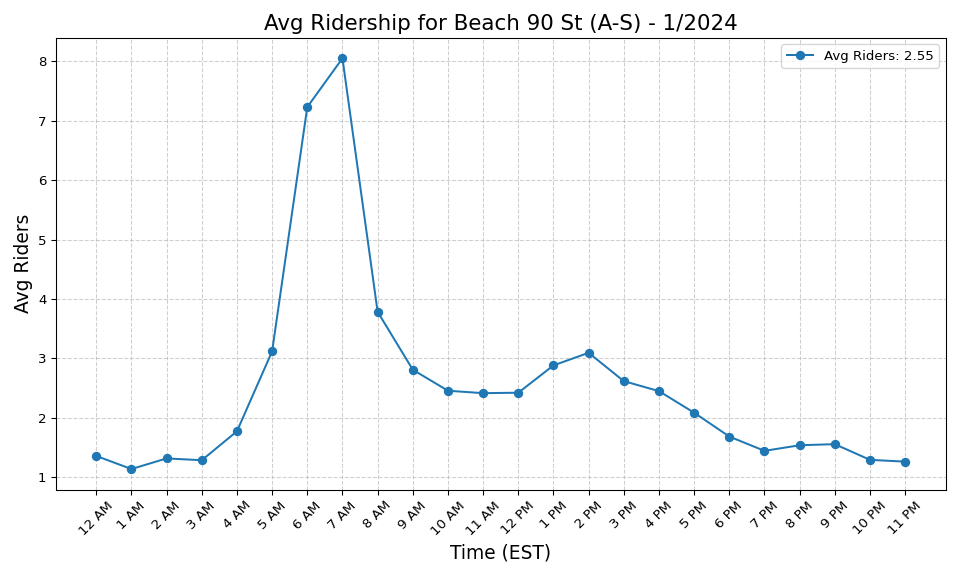 Avg Ridership for Beach 90 St (A-S) - 1/2024
Avg Riders: 2.55
Avg Riders
8
7
6
5
4
3
2
1
12 AM
1 AM
2 AM
3 AM
4 AM
5 AM
6 AM
7 AM
8 AM
9 AM
10 AM
11 AM
12 PM
1 PM
2 PM
3 PM
4 PM
5 PM
6 PM
7 PM
8 PM
9 PM
10 PM
11 PM
Time (EST)